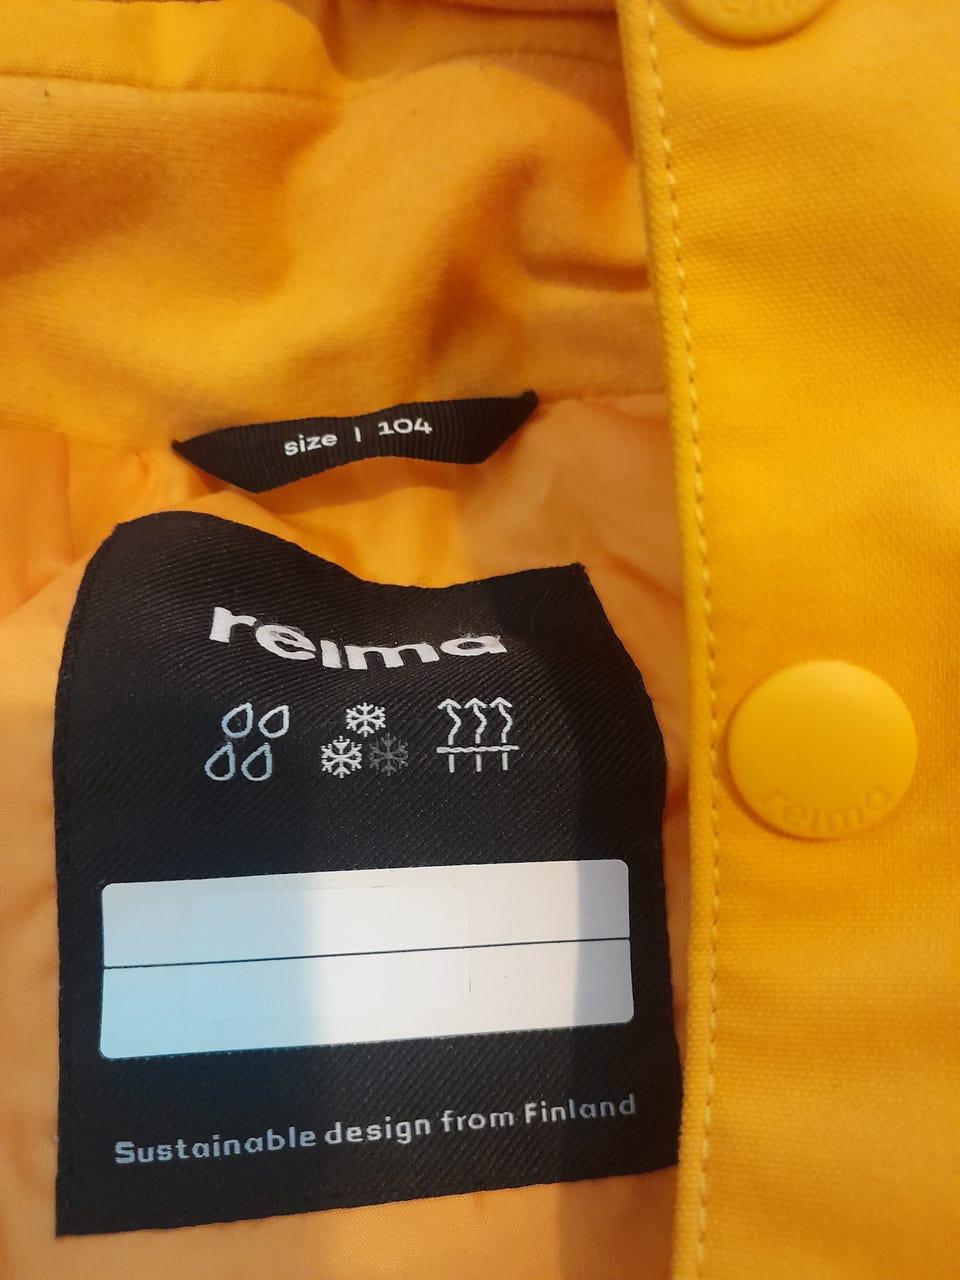 size | 104
reima
reima
Sustainable design from Finland